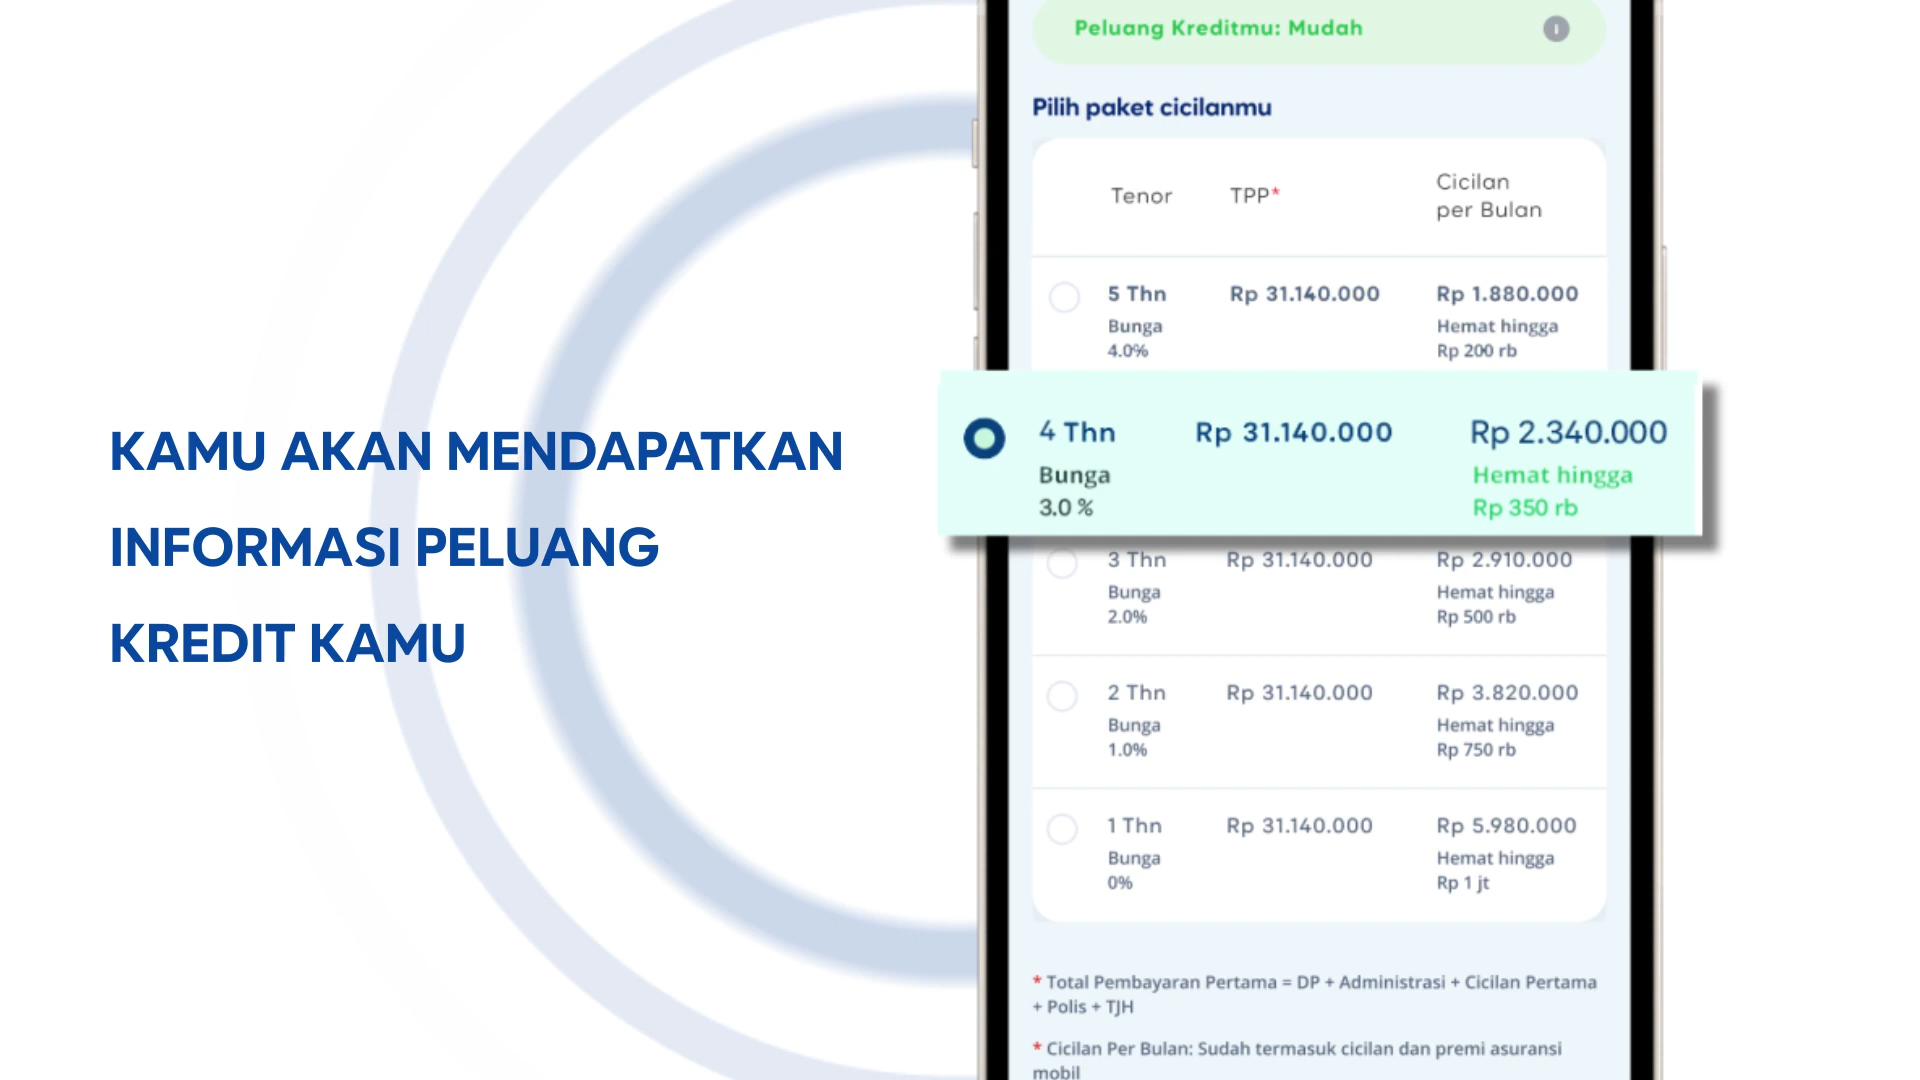 KAMU AKAN MENDAPATKAN
INFORMASI PELUANG
KREDIT KAMU
Peluang Kreditmu: Mudah
Pilih paket cicilanmu
Tenor TPP* Cicilan
per Bulan
5 Thn Rp 31.140.000 Rp 1.880.000
Bunga Hemat hingga
4.0% Rp 200 rb
4 Thn Rp 31.140.000 Rp 2.340.000
Bunga Hemat hingga
3.0 % Rp 350 rb
3 Thn Rp 31.140.000 Rp 2.910.000
Bunga Hemat hingga
2.0% Rp 500 rb
2 Thn Rp 31.140.000 Rp 3.820.000
Bunga Hemat hingga
1.0% Rp 750 rb
1 Thn Rp 31.140.000 Rp 5.980.000
Bunga Hemat hingga
0% Rp 1 jt
* Total Pembayaran Pertama = DP + Administrasi + Cicilan Pertama
+ Polis + TJH
* Cicilan Per Bulan: Sudah termasuk cicilan dan premi asuransi
mobil